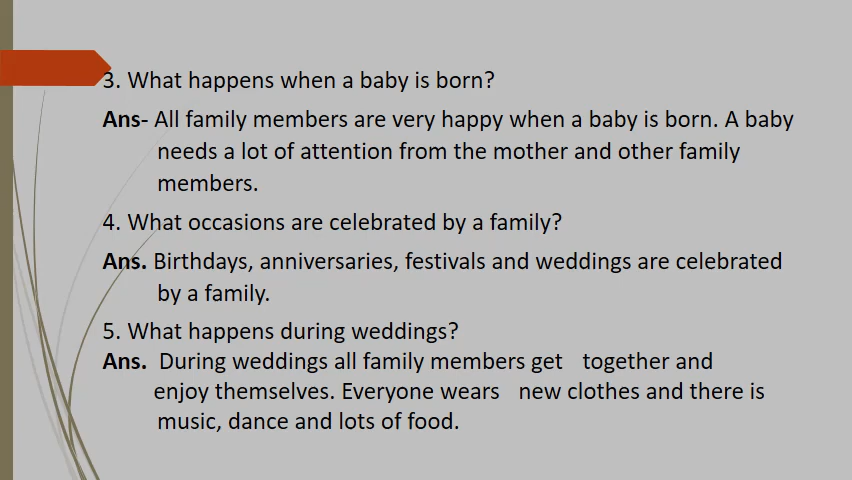 3. What happens when a baby is born?
Ans- All family members are very happy when a baby is born. A baby
needs a lot of attention from the mother and other family
members.
4. What occasions are celebrated by a family?
Ans. Birthdays, anniversaries, festivals and weddings are celebrated
by a family.
5. What happens during weddings?
Ans. During weddings all family members get together and
enjoy themselves. Everyone wears new clothes and there is
music, dance and lots of food.